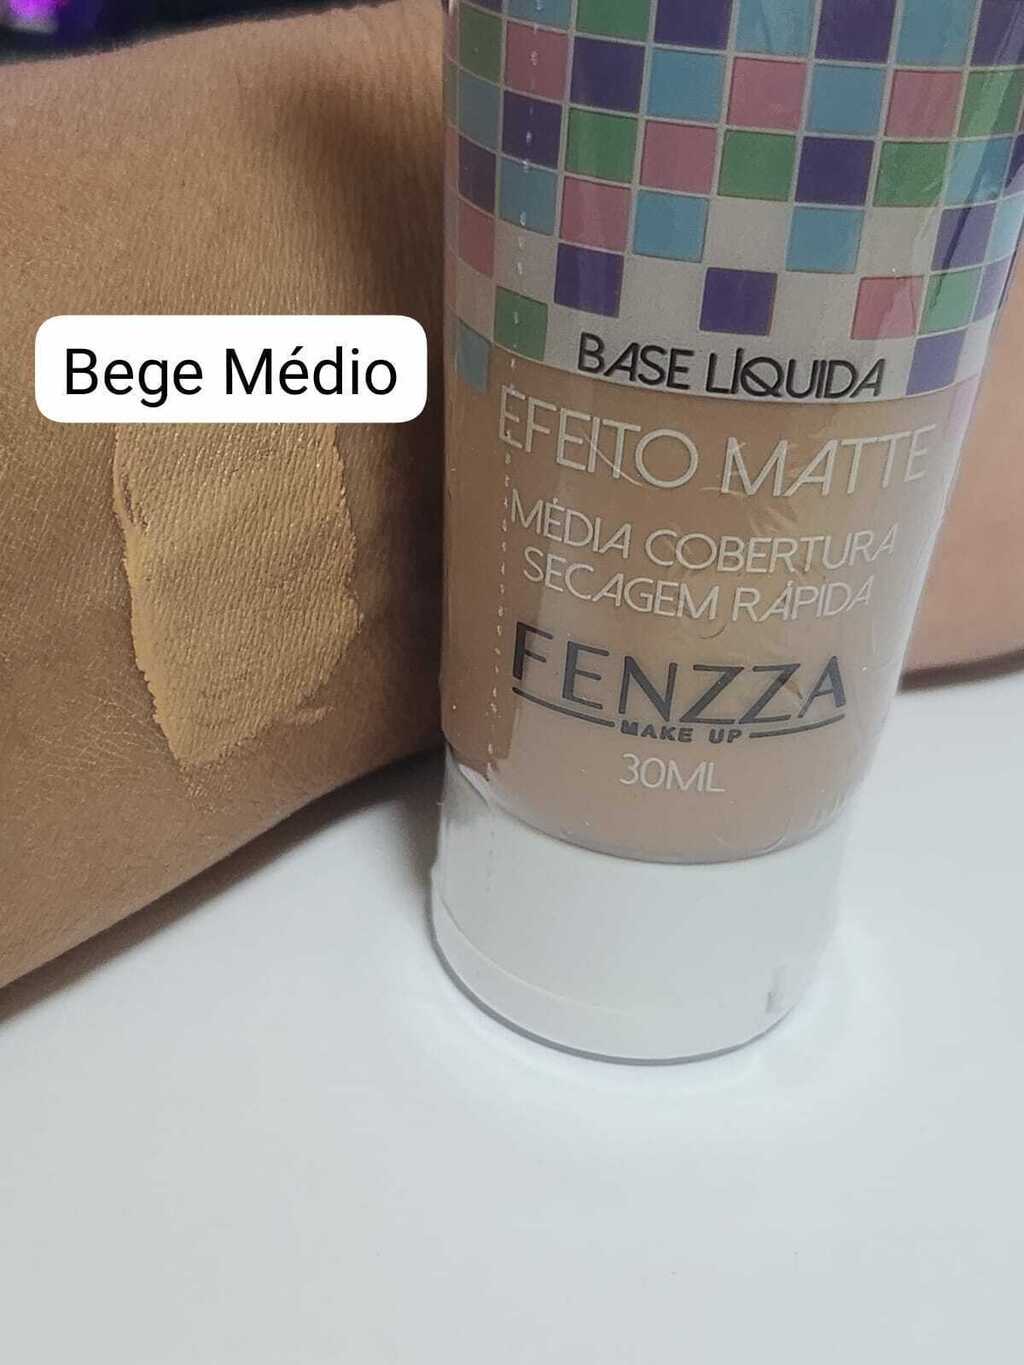 Bege Médio
BASE LÍQUIDA
EFEITO MATTE
MÉDIA COBERTURA
SECAGEM RÁPIDA
FENZZA
MAKE UP
30ML